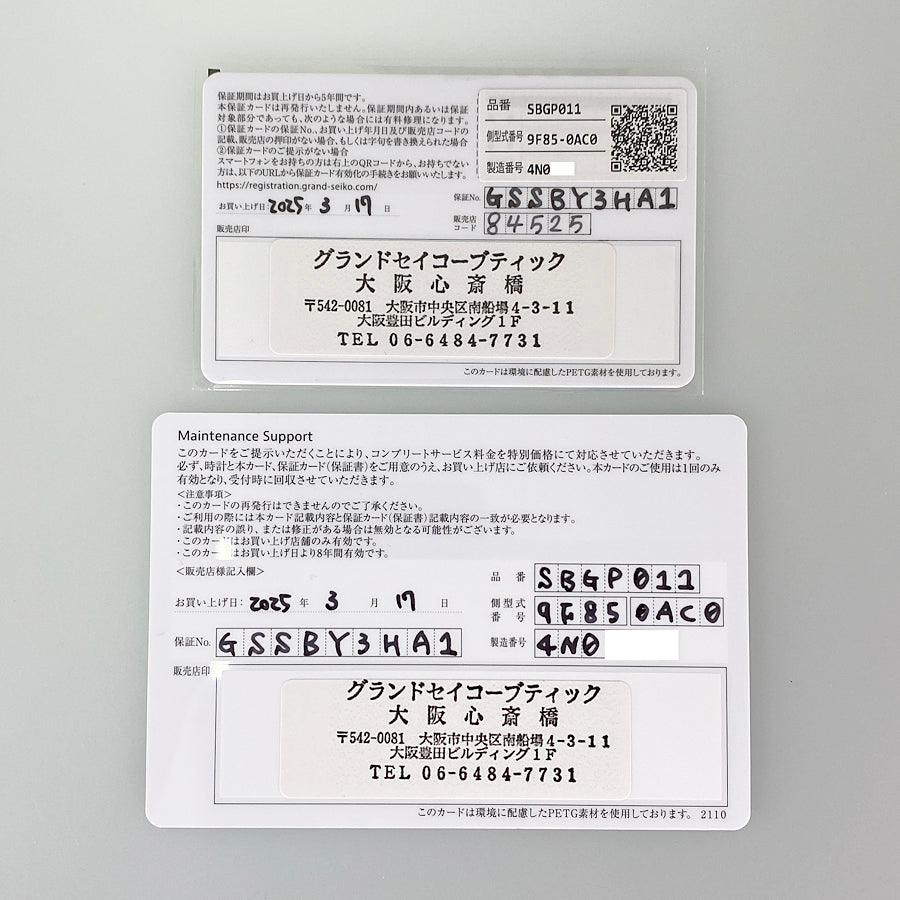 保証期間はお買上げ日から5年間です。
本保証カードは再発行いたしません。保証期間内あるいは保証
対象部分であっても、次のような場合には有料修理になります。
①保証カードの保証No.、お買い上げ年月日及び販売店コードの
記載、販売店の押印がない場合、もしくは字句を書き換えられた場合
②保証カードのご提示がない場合
スマートフォンをお持ちの方は右上のQRコードから、お持ちでない
方は、以下のURLから保証カード有効化の手続きをお願いします。
https://registration.grand-seiko.com/
お買い上げ日: 2025 年 3 月 17 日
品番 SBGP011
側型式番号 9F85-0AC0
製造番号 4N0
保証No. GSSBY3HA1
販売店コード 84525
販売店印
グランドセイコーブティック
大阪心斎橋
〒542-0081 大阪市中央区南船場4-3-11
大阪豊田ビルディング1F
TEL 06-6484-7731
このカードは環境に配慮したPETG素材を使用しております。
Maintenance Support
このカードをご提示いただくことにより、コンプリートサービス料金を特別価格にて対応させていただきます。
必ず、時計と本カード、保証カード(保証書)をご用意のうえ、お買い上げ店にご依頼ください。本カードのご使用は1回のみ
有効となり、受付時に回収させていただきます。
<注意事項>
・このカードの再発行はできませんのでご了承ください。
・ご利用の際には本カード記載内容と保証カード(保証書)記載内容の一致が必要となります。
・記載内容の誤り、または修正がある場合は無効となる可能性がございます。
・このカードはお買い上げ店舗のみ有効です。
・このカードはお買い上げ日より8年間有効です。
<販売店様記入欄>
お買い上げ日: 2025 年 3 月 17 日
保証No. GSSBY3HA1
品番 SBGP011
側型式番号 9F85 0AC0
製造番号 4N0
販売店印
グランドセイコーブティック
大阪心斎橋
〒542-0081 大阪市中央区南船場4-3-11
大阪豊田ビルディング1F
TEL 06-6484-7731
このカードは環境に配慮したPETG素材を使用しております。 2110